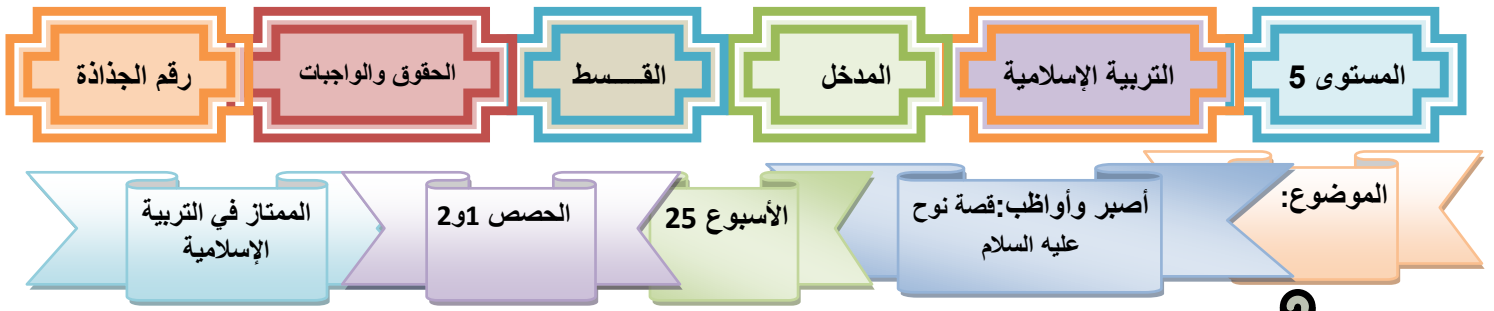 المستوى 5
التربية الإسلامية
المدخل
القـــــسط
الحقوق والواجبات
رقم الجذاذة
الموضوع:
أصبر وأواظب:قصة نوح
عليه السلام
الأسبوع 25
الحصص 1و2
الممتاز في التربية
الإسلامية